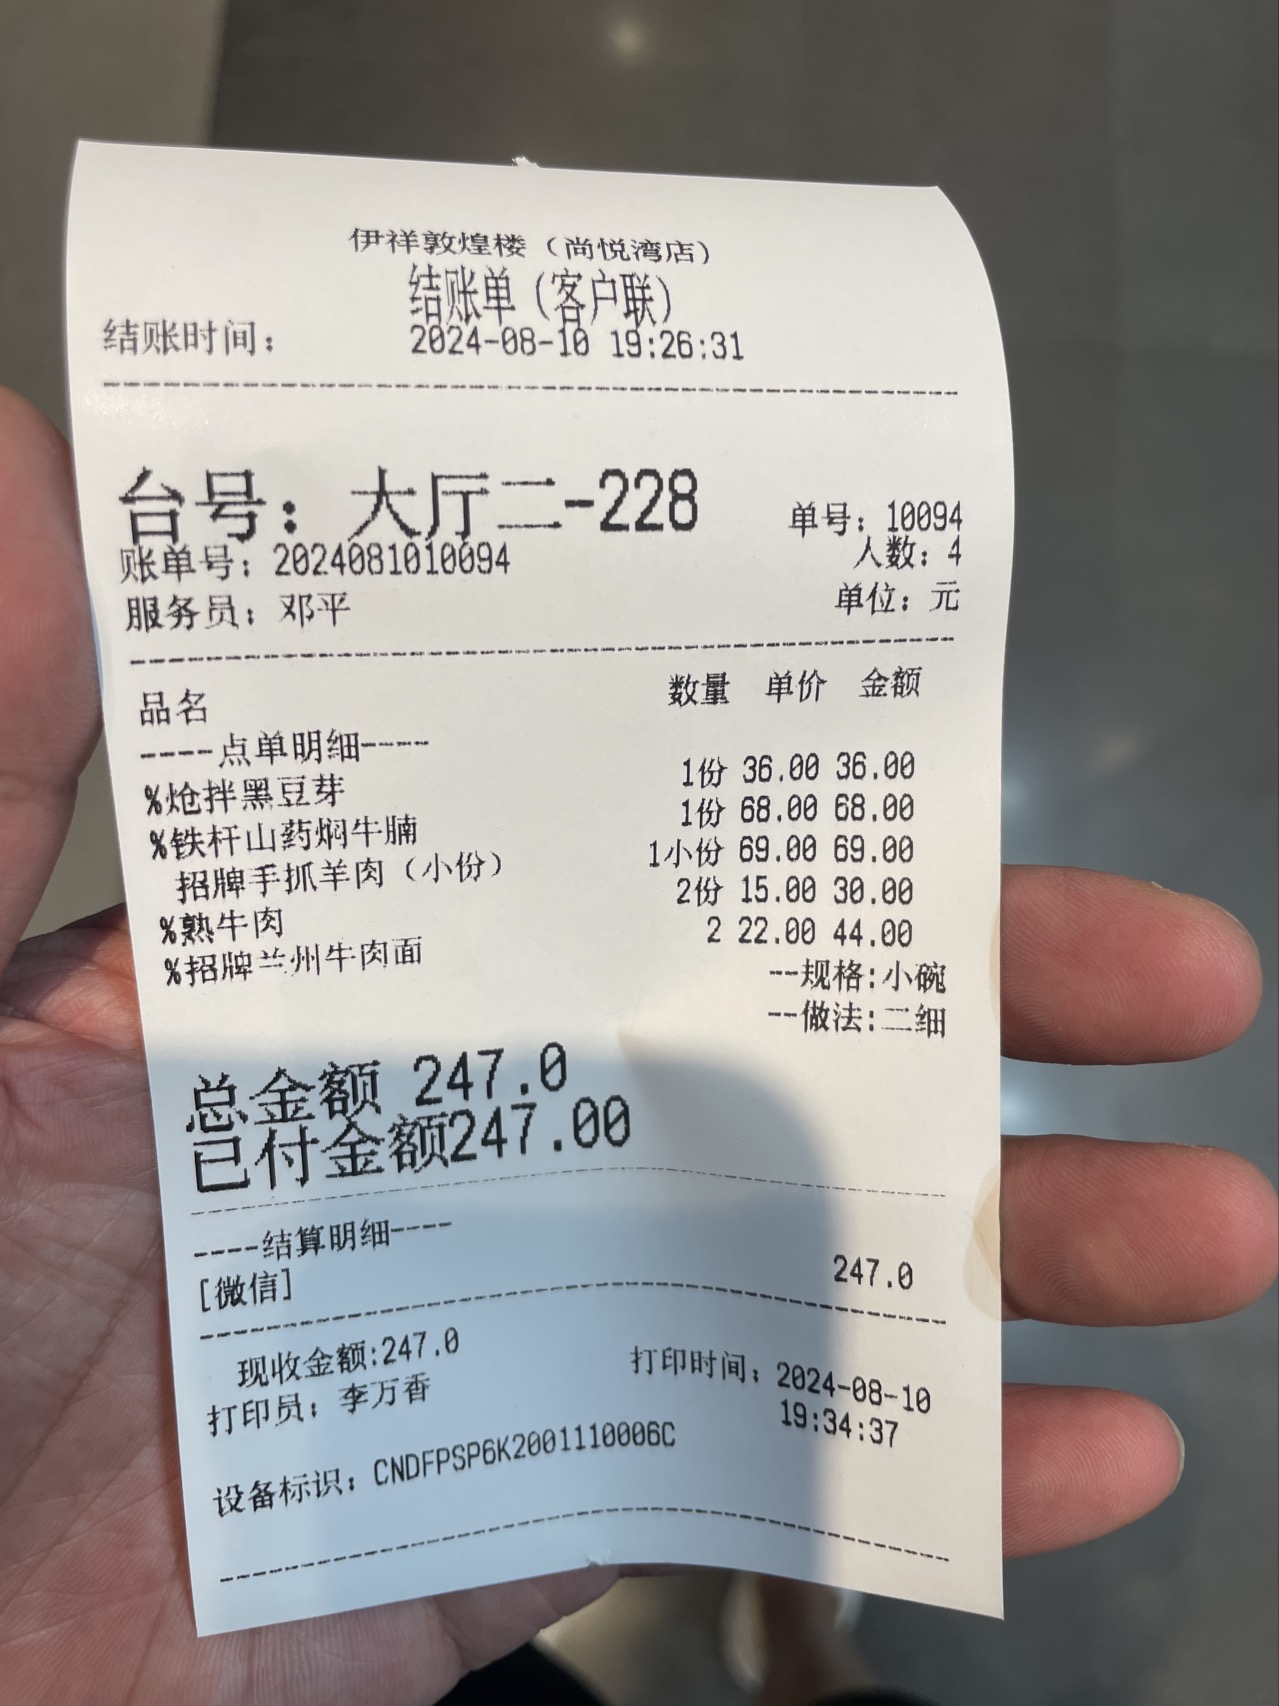 伊祥敦煌楼（尚悦湾店）
结账单（客户联）
结账时间： 2024-08-10 19:26:31
台号：大厅二-228 单号：10094
账单号：2024081010094 人数：4
服务员：邓平 单位：元
品名 数量 单价 金额
----点单明细----
%炝拌黑豆芽 1份 36.00 36.00
%铁杆山药焖牛腩 1份 68.00 68.00
招牌手抓羊肉（小份） 1小份 69.00 69.00
%熟牛肉 2份 15.00 30.00
%招牌兰州牛肉面 2 22.00 44.00
--规格:小碗
--做法:二细
总金额 247.0
已付金额247.00
----结算明细----
[微信] 247.0
现收金额:247.0
打印员：李万香 打印时间：2024-08-10
19:34:37
设备标识：CNDFPSP6K2001110006C